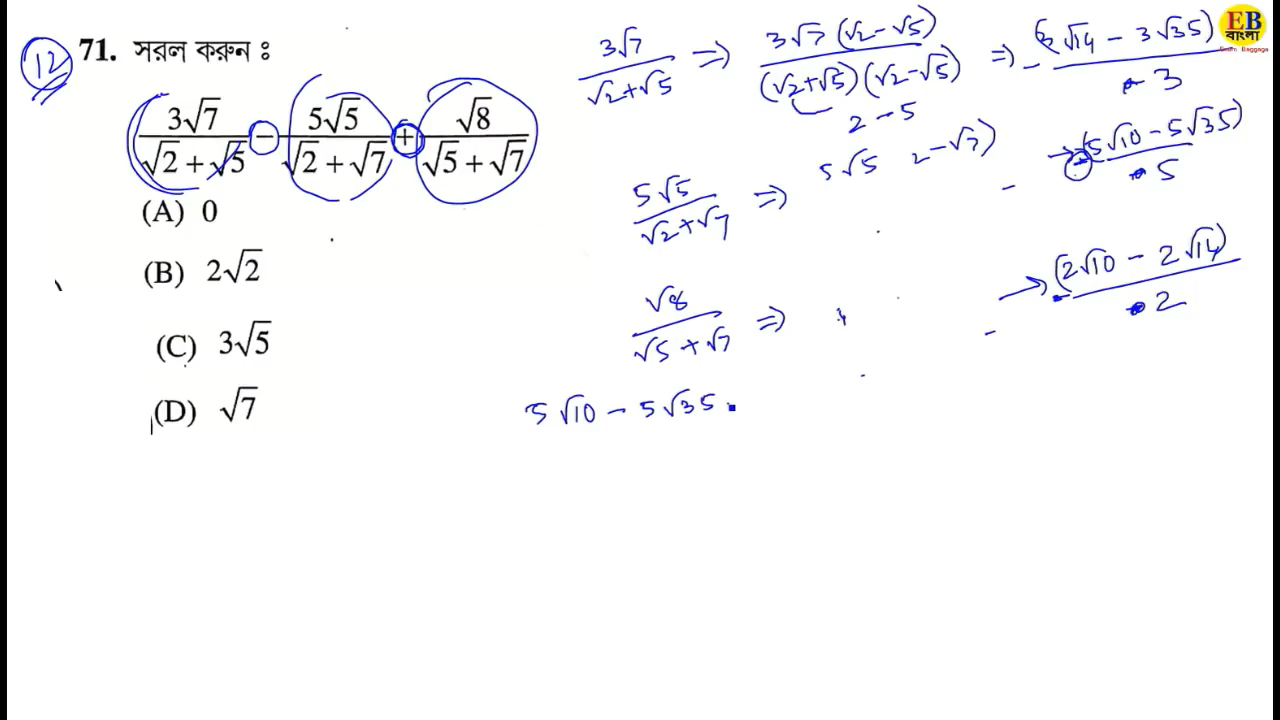 EB
বাংলা
Exam Baggage
12
71. সরল করুন ঃ
3√7/(√2 + √5) − 5√5/(√2 + √7) + √8/(√5 + √7)
(A) 0
(B) 2√2
(C) 3√5
(D) √7
3√7/(√2+√5) ⇒ 3√7(√2−√5)/((√2+√5)(√2−√5)) ⇒ −(3√14 − 3√35)/3
2−5
5√5/(√2+√7) ⇒ 5√5 2−√7) → −(5√10 − 5√35)/5
√8/(√5+√7) ⇒ → −(2√10 − 2√14)/2
5√10 − 5√35